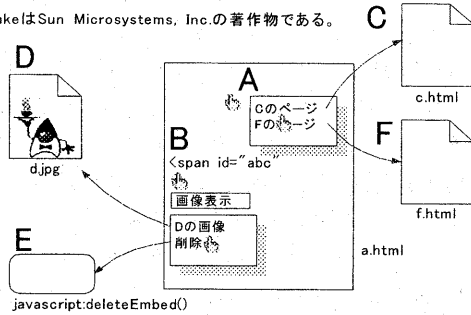 akeはSun Microsystems, Inc.の著作物である。
C
c.html
D
d.jpg
A
Cのページ
Fの ージ
F
f.html
B
<span id="abc"
画像表示
Dの画像
削除
a.html
E
javascript:deleteEmbed()